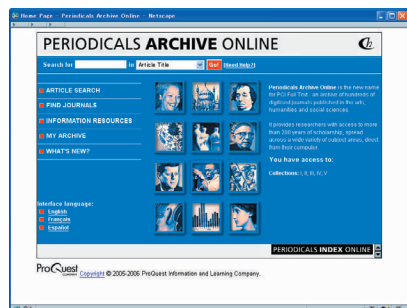 Home Page - Periodicals Archive Online - Netscape
PERIODICALS ARCHIVE ONLINE
Search for in Article Title Go! [Need Help?]
ARTICLE SEARCH
FIND JOURNALS
INFORMATION RESOURCES
MY ARCHIVE
WHAT'S NEW?
Periodicals Archive Online is the new name
for PCI Full Text - an archive of hundreds of
digitised journals published in the arts,
humanities and social sciences.
It provides researchers with access to more
than 200 years of scholarship, spread
across a wide variety of subject areas, direct
from their computer.
You have access to:
Collections: I, II, III, IV, V
Interface language:
English
Français
Español
PERIODICALS INDEX ONLINE
ProQuest
COMPANY
Copyright © 2005-2006 ProQuest Information and Learning Company.